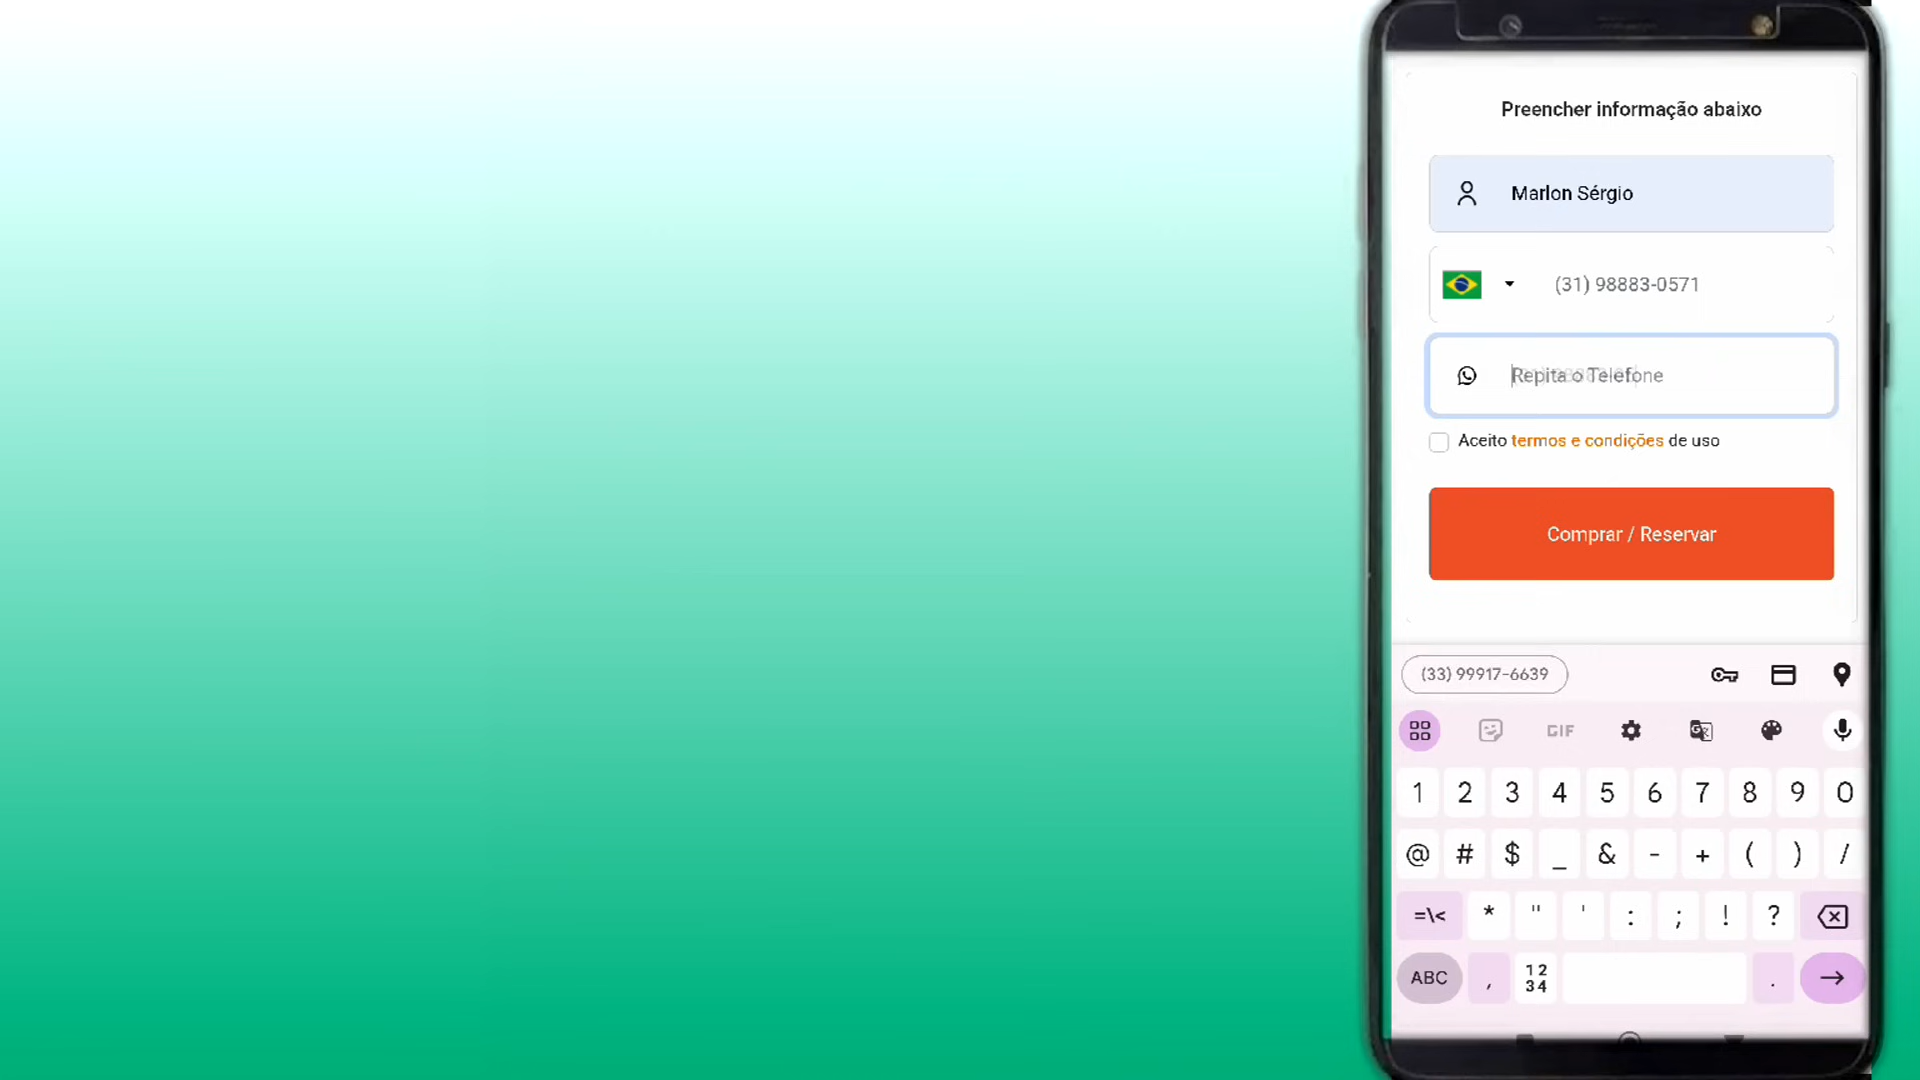 Preencher informação abaixo
Marlon Sérgio
(31) 98883-0571
Repita o Telefone
Aceito termos e condições de uso
Comprar / Reservar
(33) 99917-6639
GIF
1 2 3 4 5 6 7 8 9 0
@ # $ _ & - + ( ) /
=\< * " ' : ; ! ?
ABC , 12 34 .